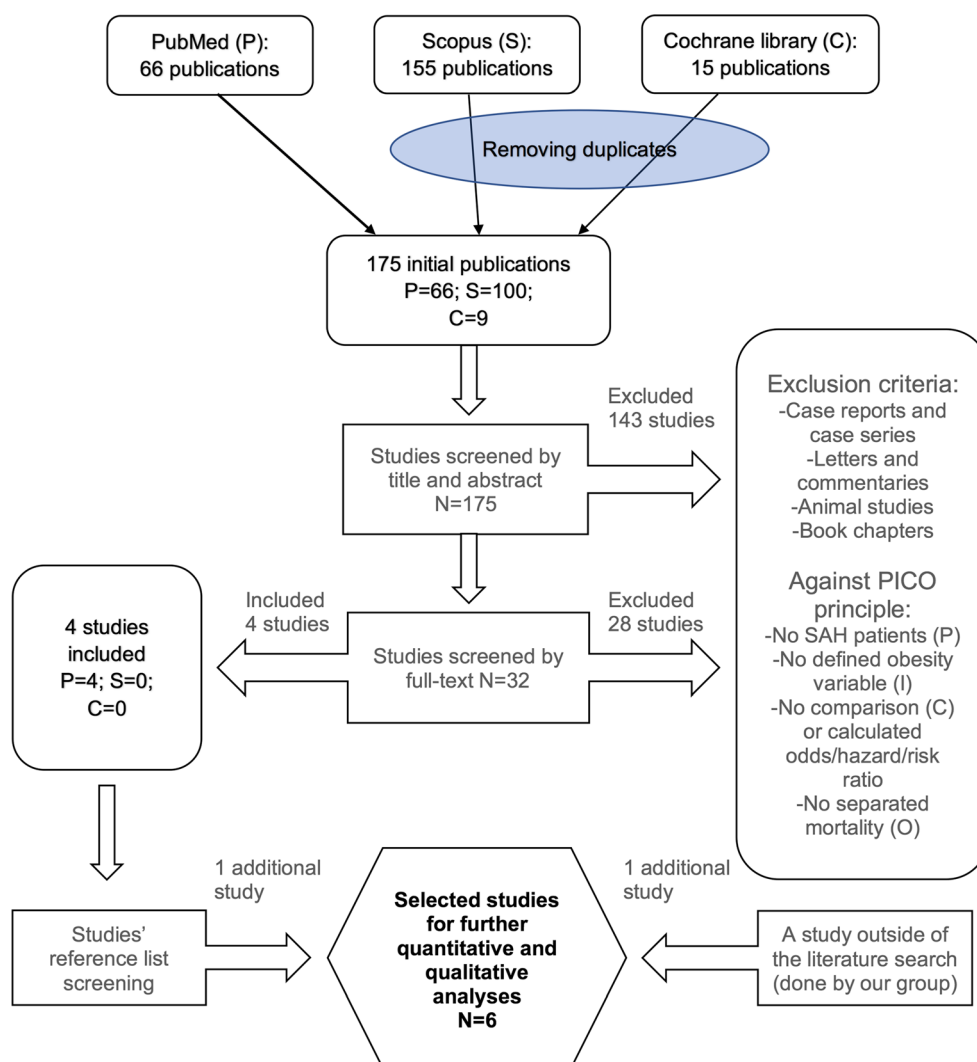 PubMed (P):
66 publications
Scopus (S):
155 publications
Cochrane library (C):
15 publications
Removing duplicates
175 initial publications
P=66; S=100;
C=9
Excluded
143 studies
Studies screened by
title and abstract
N=175
Exclusion criteria:
-Case reports and
case series
-Letters and
commentaries
-Animal studies
-Book chapters
Against PICO
principle:
-No SAH patients (P)
-No defined obesity
variable (I)
-No comparison (C)
or calculated
odds/hazard/risk
ratio
-No separated
mortality (O)
4 studies
included
P=4; S=0;
C=0
Included
4 studies
Studies screened by
full-text N=32
Excluded
28 studies
1 additional
study
Studies’
reference list
screening
Selected studies
for further
quantitative and
qualitative
analyses
N=6
1 additional
study
A study outside of
the literature search
(done by our group)